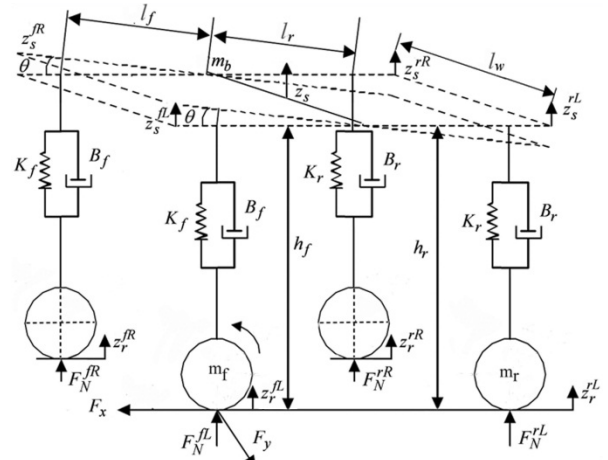 l_f
l_r
l_w
z_s^{fR}
θ
m_b
z_s
z_s^{rR}
z_s^{fL}
θ
z_s^{rL}
K_f
B_f
K_r
B_r
K_f
B_f
h_f
h_r
K_r
B_r
z_r^{fR}
z_r^{rR}
F_N^{fR}
m_f
z_r^{fL}
F_N^{rR}
m_r
z_r^{rL}
F_x
F_N^{fL}
F_y
F_N^{rL}